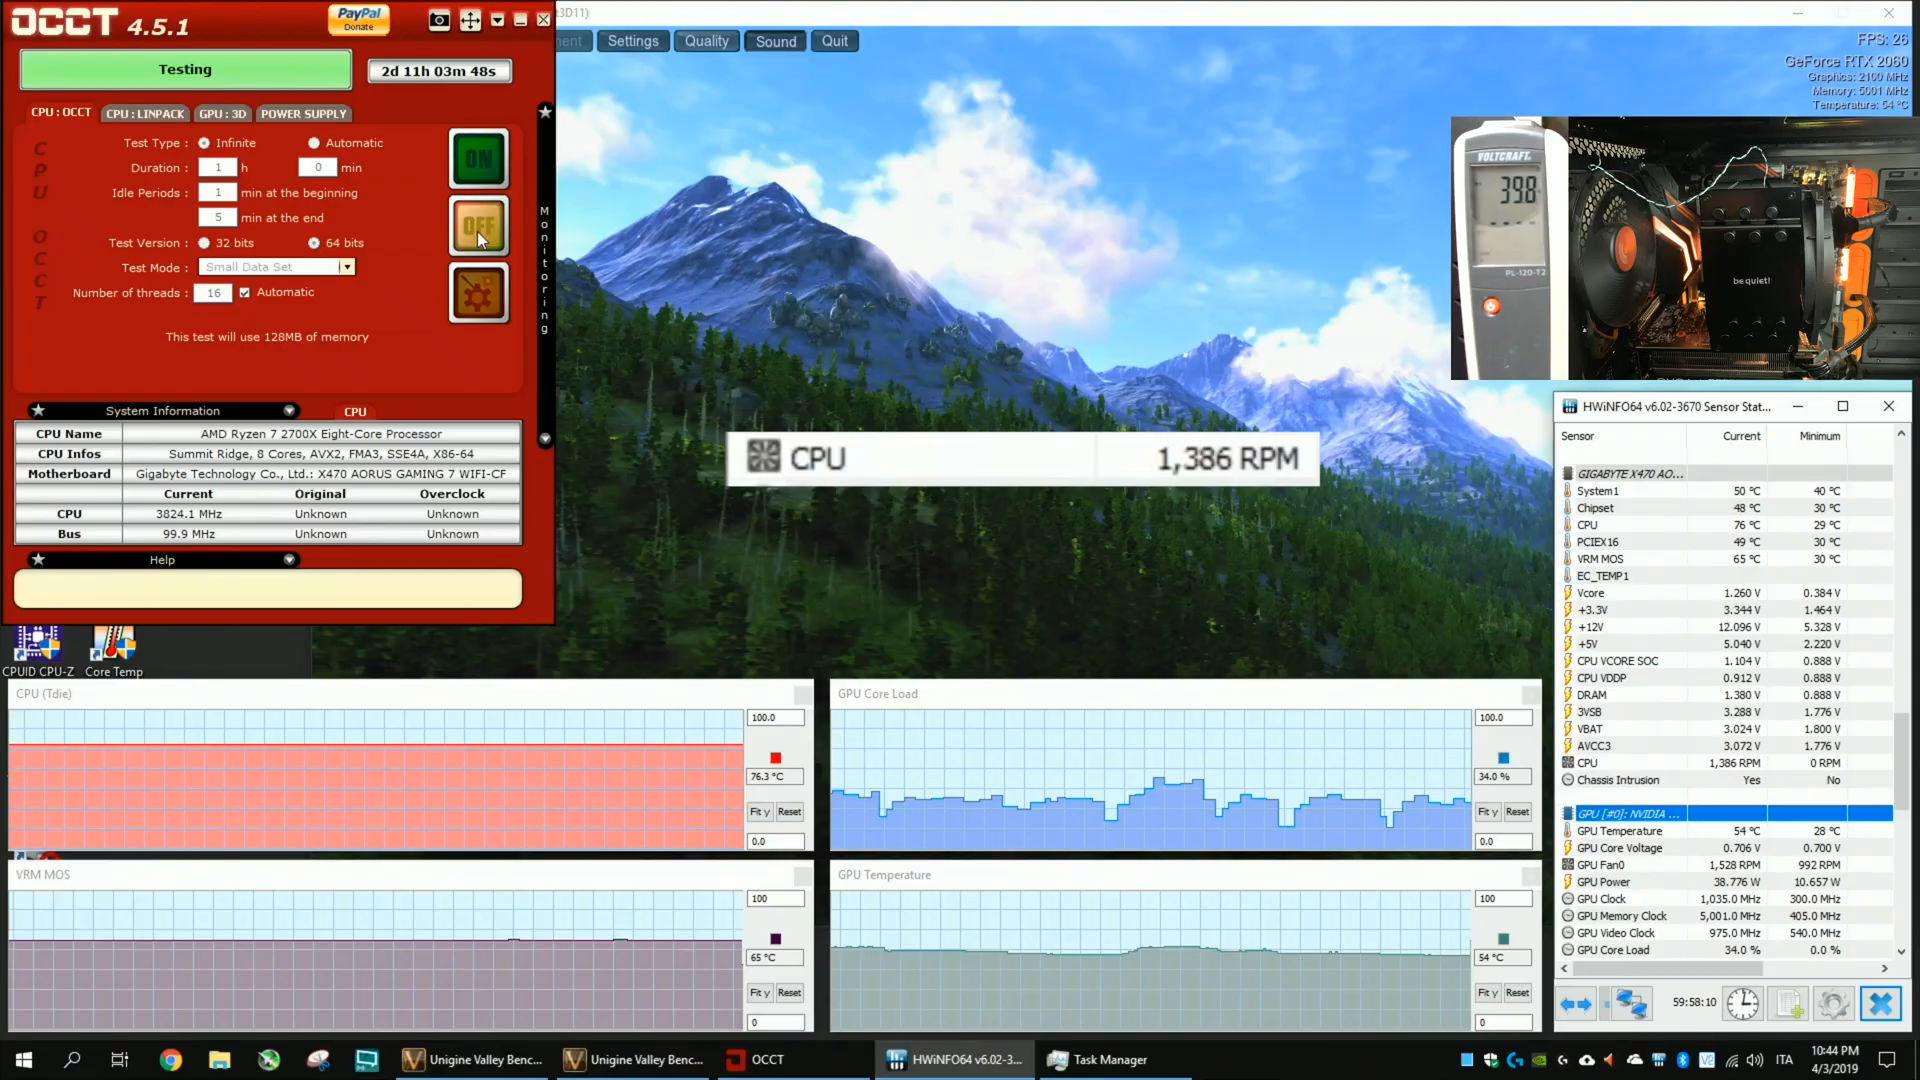 OCCT 4.5.1
PayPal
Donate
Testing
2d 11h 03m 48s
CPU : OCCT
CPU : LINPACK
GPU : 3D
POWER SUPPLY
CPU OCCT
Test Type : Infinite Automatic
Duration : 1 h 0 min
Idle Periods : 1 min at the beginning
5 min at the end
Test Version : 32 bits 64 bits
Test Mode : Small Data Set
Number of threads : 16 Automatic
This test will use 128MB of memory
ON
OFF
Monitoring
System Information
CPU
CPU Name AMD Ryzen 7 2700X Eight-Core Processor
CPU Infos Summit Ridge, 8 Cores, AVX2, FMA3, SSE4A, X86-64
Motherboard Gigabyte Technology Co., Ltd.: X470 AORUS GAMING 7 WIFI-CF
Current Original Overclock
CPU 3824.1 MHz Unknown Unknown
Bus 99.9 MHz Unknown Unknown
Help
Settings
Quality
Sound
Quit
FPS: 26
GeForce RTX 2060
Graphics: 2100 MHz
Memory: 5001 MHz
Temperature: 54 °C
VOLTCRAFT
39.8
PL-120-T2
be quiet!
CPU 1,386 RPM
HWiNFO64 v6.02-3670 Sensor Stat...
Sensor Current Minimum
GIGABYTE X470 AO...
System1 50 °C 40 °C
Chipset 48 °C 30 °C
CPU 76 °C 29 °C
PCIEX16 49 °C 30 °C
VRM MOS 65 °C 30 °C
EC_TEMP1
Vcore 1.260 V 0.384 V
+3.3V 3.344 V 1.464 V
+12V 12.096 V 5.328 V
+5V 5.040 V 2.220 V
CPU VCORE SOC 1.104 V 0.888 V
CPU VDDP 0.912 V 0.888 V
DRAM 1.380 V 0.888 V
3VSB 3.288 V 1.776 V
VBAT 3.024 V 1.800 V
AVCC3 3.072 V 1.776 V
CPU 1,386 RPM 0 RPM
Chassis Intrusion Yes No
GPU [#0]: NVIDIA ...
GPU Temperature 54 °C 28 °C
GPU Core Voltage 0.706 V 0.700 V
GPU Fan0 1,528 RPM 992 RPM
GPU Power 38.776 W 10.657 W
GPU Clock 1,035.0 MHz 300.0 MHz
GPU Memory Clock 5,001.0 MHz 405.0 MHz
GPU Video Clock 975.0 MHz 540.0 MHz
GPU Core Load 34.0 % 0.0 %
59:58:10
CPUID CPU-Z
Core Temp
CPU (Tdie)
100.0
76.3 °C
Fit y Reset
0.0
GPU Core Load
100.0
34.0 %
Fit y Reset
0.0
VRM MOS
100
65 °C
Fit y Reset
0
GPU Temperature
100
54 °C
Fit y Reset
0
Unigine Valley Benc...
Unigine Valley Benc...
OCCT
HWiNFO64 v6.02-3...
Task Manager
ITA
10:44 PM
4/3/2019